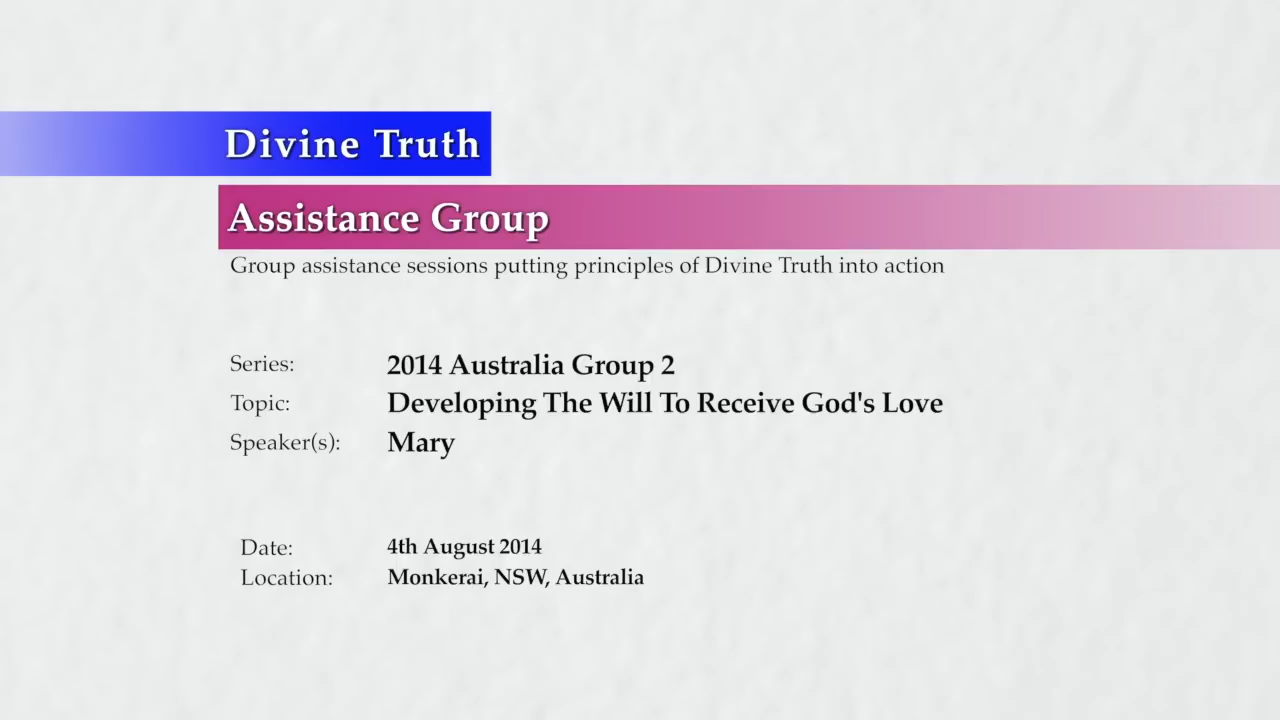 Divine Truth
Assistance Group
Group assistance sessions putting principles of Divine Truth into action
Series: 2014 Australia Group 2
Topic: Developing The Will To Receive God's Love
Speaker(s): Mary
Date: 4th August 2014
Location: Monkerai, NSW, Australia